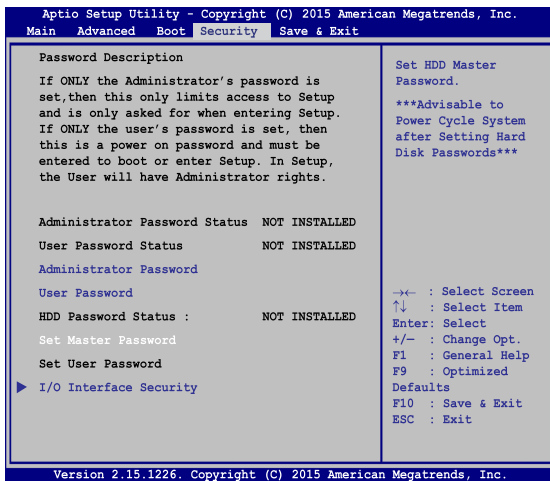 Aptio Setup Utility - Copyright (C) 2015 American Megatrends, Inc.
Main Advanced Boot Security Save & Exit
Password Description
If ONLY the Administrator's password is
set,then this only limits access to Setup
and is only asked for when entering Setup.
If ONLY the user's password is set, then
this is a power on password and must be
entered to boot or enter Setup. In Setup,
the User will have Administrator rights.
Administrator Password Status NOT INSTALLED
User Password Status NOT INSTALLED
Administrator Password
User Password
HDD Password Status : NOT INSTALLED
Set Master Password
Set User Password
I/O Interface Security
Set HDD Master
Password.
***Advisable to
Power Cycle System
after Setting Hard
Disk Passwords***
→← : Select Screen
↑↓ : Select Item
Enter: Select
+/— : Change Opt.
F1 : General Help
F9 : Optimized
Defaults
F10 : Save & Exit
ESC : Exit
Version 2.15.1226. Copyright (C) 2015 American Megatrends, Inc.